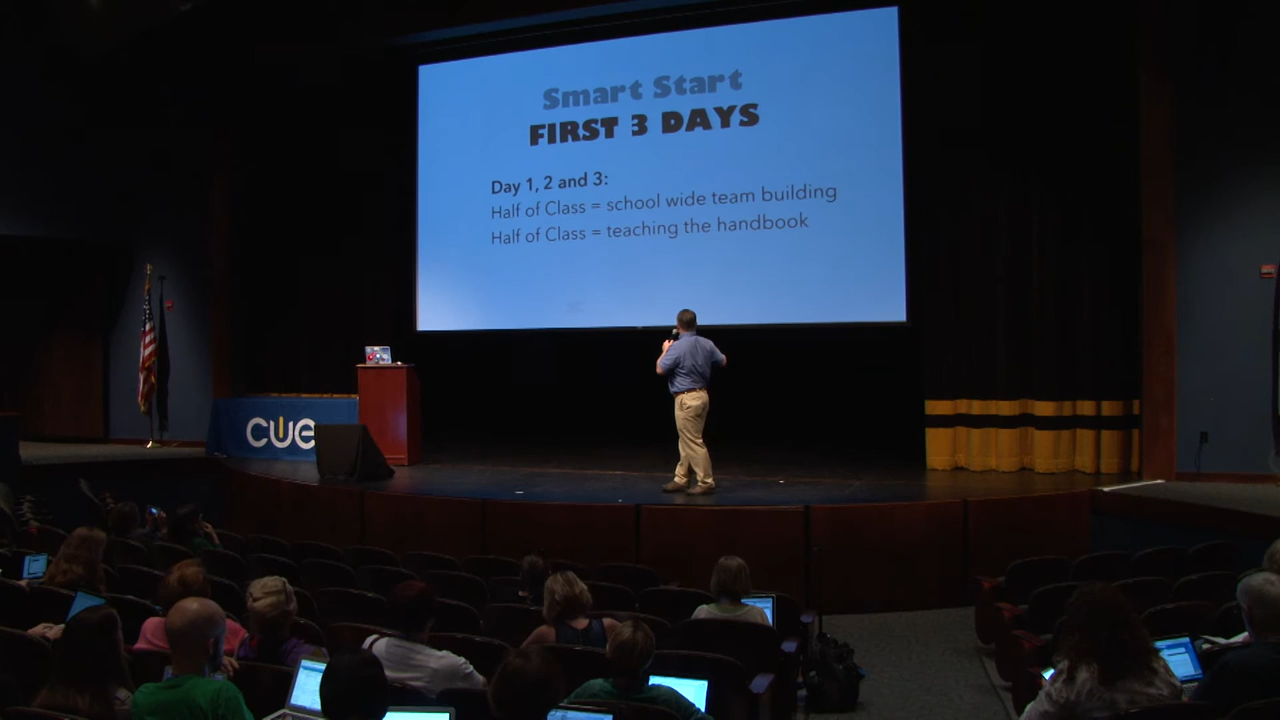 Smart Start
FIRST 3 DAYS
Day 1, 2 and 3:
Half of Class = school wide team building
Half of Class = teaching the handbook
cue